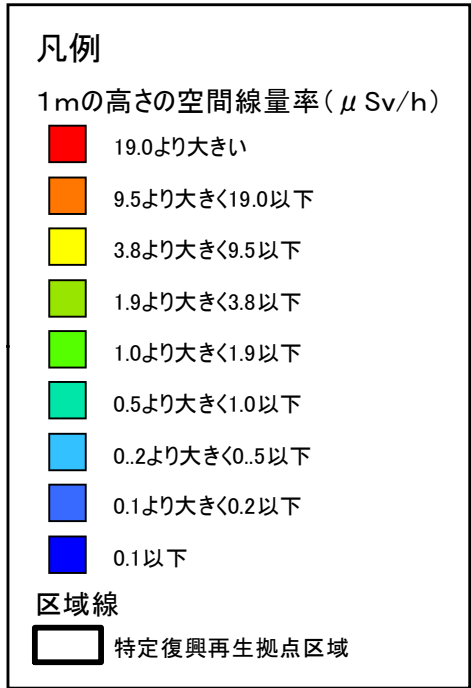 凡例
1mの高さの空間線量率(μSv/h)
19.0より大きい
9.5より大きく19.0以下
3.8より大きく9.5以下
1.9より大きく3.8以下
1.0より大きく1.9以下
0.5より大きく1.0以下
0..2より大きく0..5以下
0.1より大きく0.2以下
0.1以下
区域線
特定復興再生拠点区域